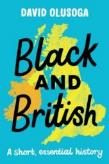 DAVID OLUSOGA
Black
AND
British
A short, essential history